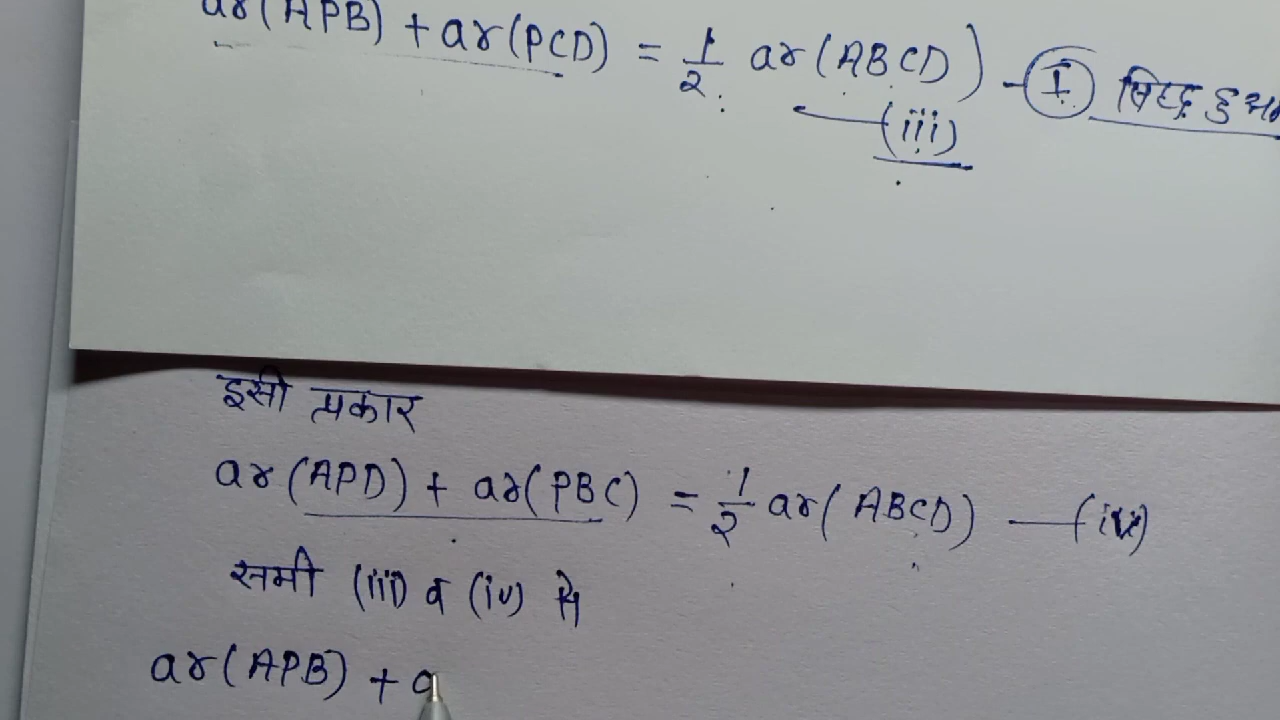 ar(APB) + ar(PCD) = 1/2 ar(ABCD) - (I) सिद्ध हुआ
(iii)
इसी प्रकार
ar(APD) + ar(PBC) = 1/2 ar(ABCD) — (iv)
समी (iii) व (iv) से
ar(APB) + a